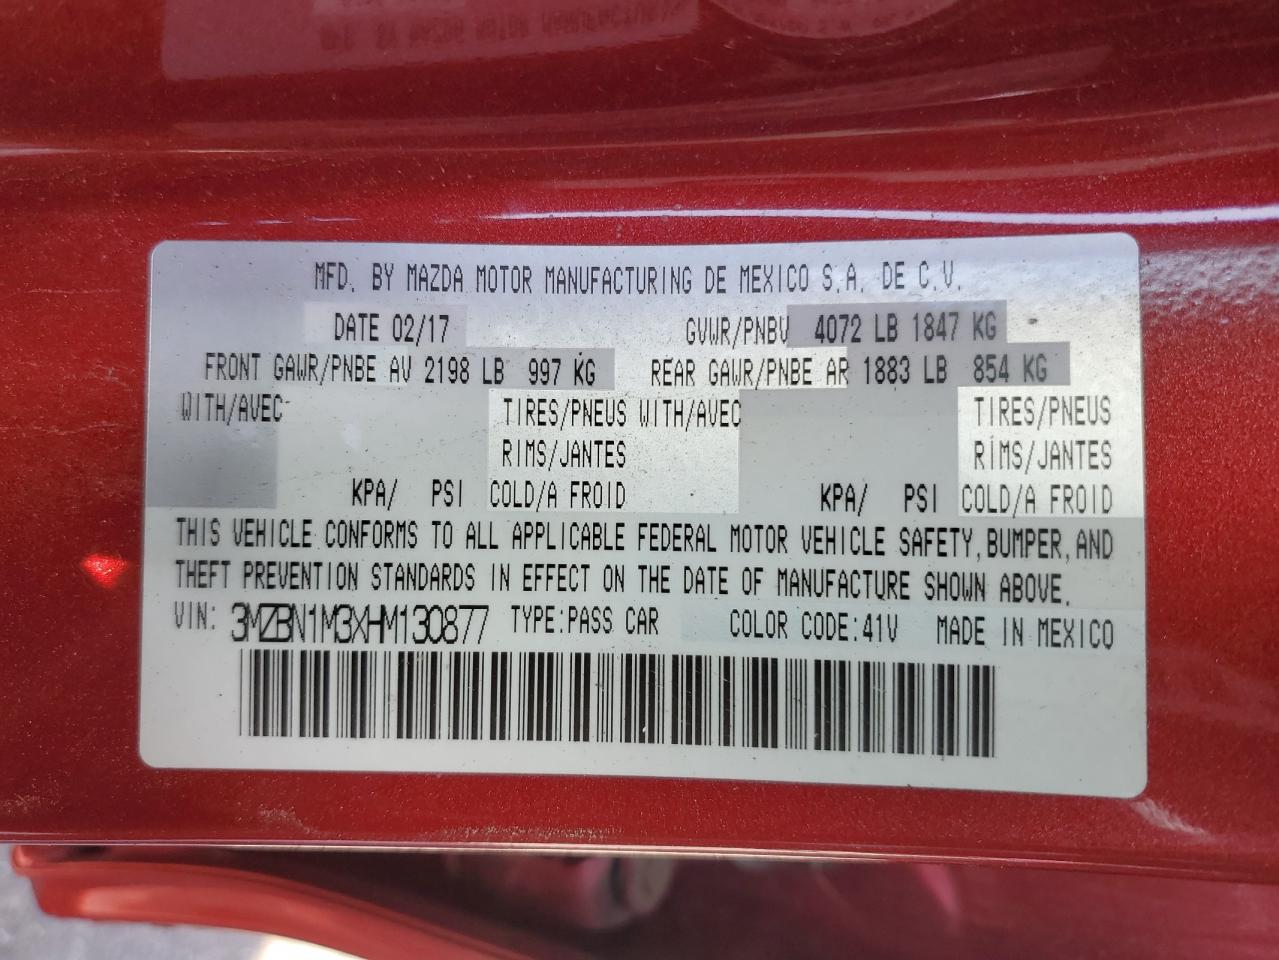 MFD. BY MAZDA MOTOR MANUFACTURING DE MEXICO S.A. DE C.V.
DATE 02/17 GVWR/PNBV 4072 LB 1847 KG
FRONT GAWR/PNBE AV 2198 LB 997 KG REAR GAWR/PNBE AR 1883 LB 854 KG
WITH/AVEC TIRES/PNEUS WITH/AVEC TIRES/PNEUS
RIMS/JANTES RIMS/JANTES
KPA/ PSI COLD/A FROID KPA/ PSI COLD/A FROID
THIS VEHICLE CONFORMS TO ALL APPLICABLE FEDERAL MOTOR VEHICLE SAFETY, BUMPER, AND
THEFT PREVENTION STANDARDS IN EFFECT ON THE DATE OF MANUFACTURE SHOWN ABOVE.
VIN: 3MZBN1M3XHM130877 TYPE:PASS CAR COLOR CODE:41V MADE IN MEXICO